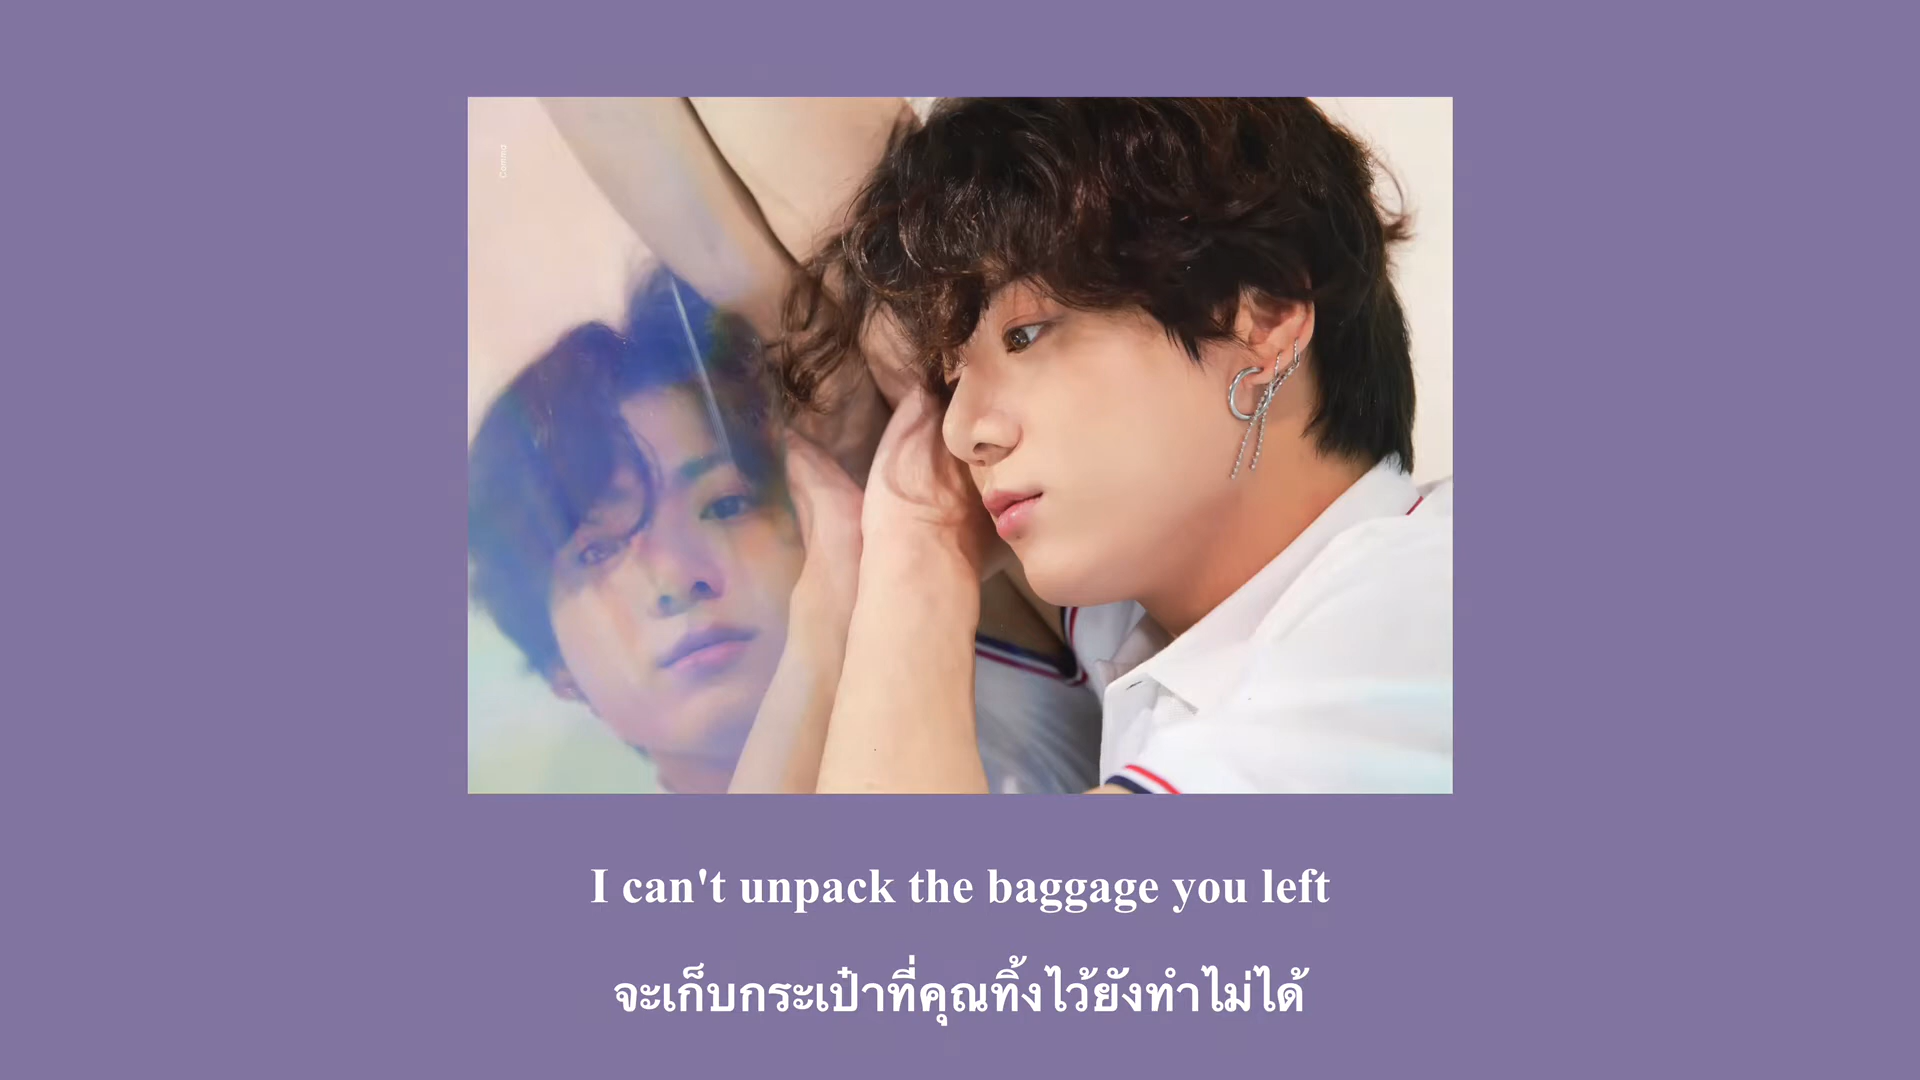 Comma
I can't unpack the baggage you left
จะเก็บกระเป๋าที่คุณทิ้งไว้ยังทำไม่ได้